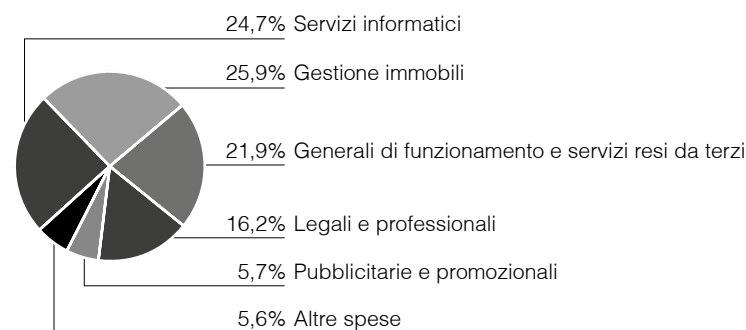 24,7% Servizi informatici
25,9% Gestione immobili
21,9% Generali di funzionamento e servizi resi da terzi
16,2% Legali e professionali
5,7% Pubblicitarie e promozionali
5,6% Altre spese